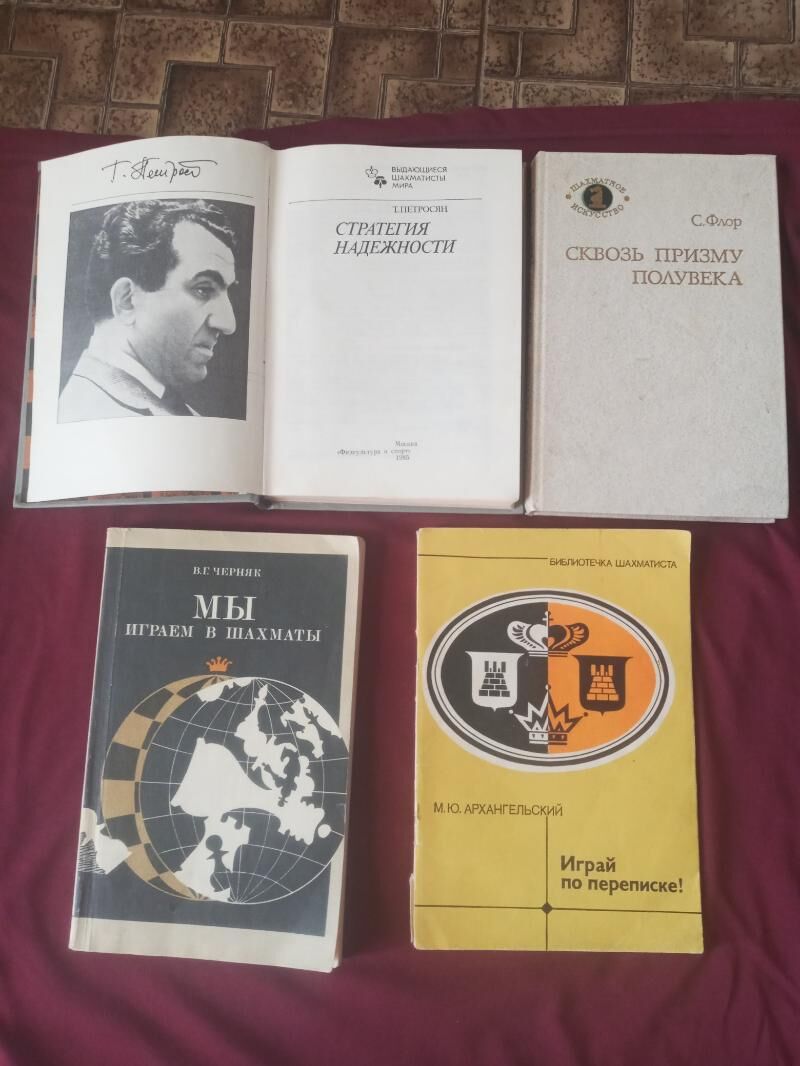 Т. Петросян
ВЫДАЮЩИЕСЯ
ШАХМАТИСТЫ
МИРА
Т. ПЕТРОСЯН
СТРАТЕГИЯ
НАДЕЖНОСТИ
Москва
«Физкультура и спорт»
1985
ШАХМАТНОЕ
ИСКУССТВО
С. Флор
СКВОЗЬ ПРИЗМУ
ПОЛУВЕКА
В.Г. ЧЕРНЯК
МЫ
ИГРАЕМ В ШАХМАТЫ
БИБЛИОТЕЧКА ШАХМАТИСТА
М.Ю. АРХАНГЕЛЬСКИЙ
Играй
по переписке!